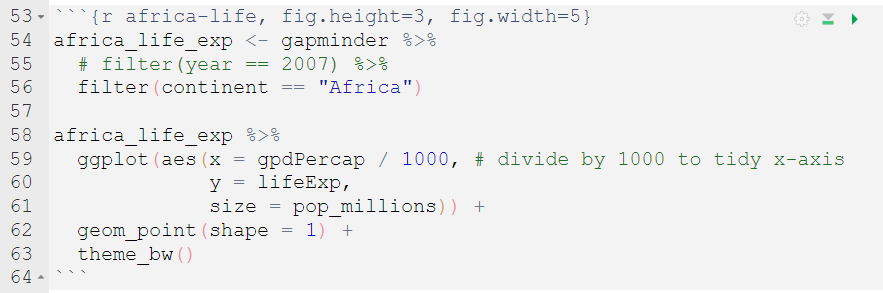 53 ```{r africa-life, fig.height=3, fig.width=5}
54 africa_life_exp <- gapminder %>%
55   # filter(year == 2007) %>%
56   filter(continent == "Africa")
57
58 africa_life_exp %>%
59   ggplot(aes(x = gpdPercap / 1000, # divide by 1000 to tidy x-axis
60              y = lifeExp,
61              size = pop_millions)) +
62   geom_point(shape = 1) +
63   theme_bw()
64 ```